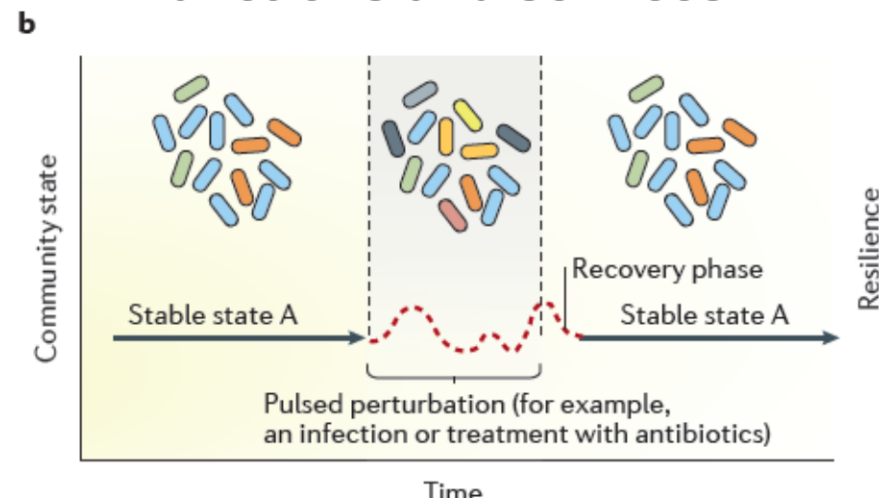 b
Community state
Stable state A
Recovery phase
Stable state A
Resilience
Pulsed perturbation (for example,
an infection or treatment with antibiotics)
Time